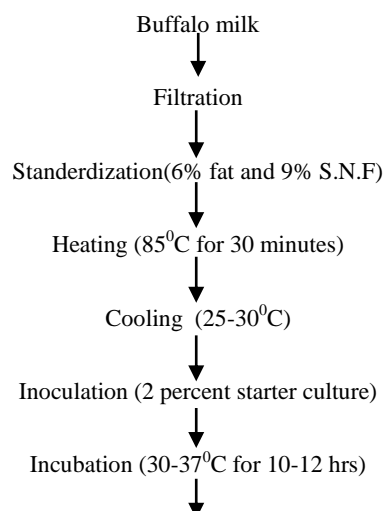 Buffalo milk
Filtration
Standerdization(6% fat and 9% S.N.F)
Heating (85⁰C for 30 minutes)
Cooling (25-30⁰C)
Inoculation (2 percent starter culture)
Incubation (30-37⁰C for 10-12 hrs)